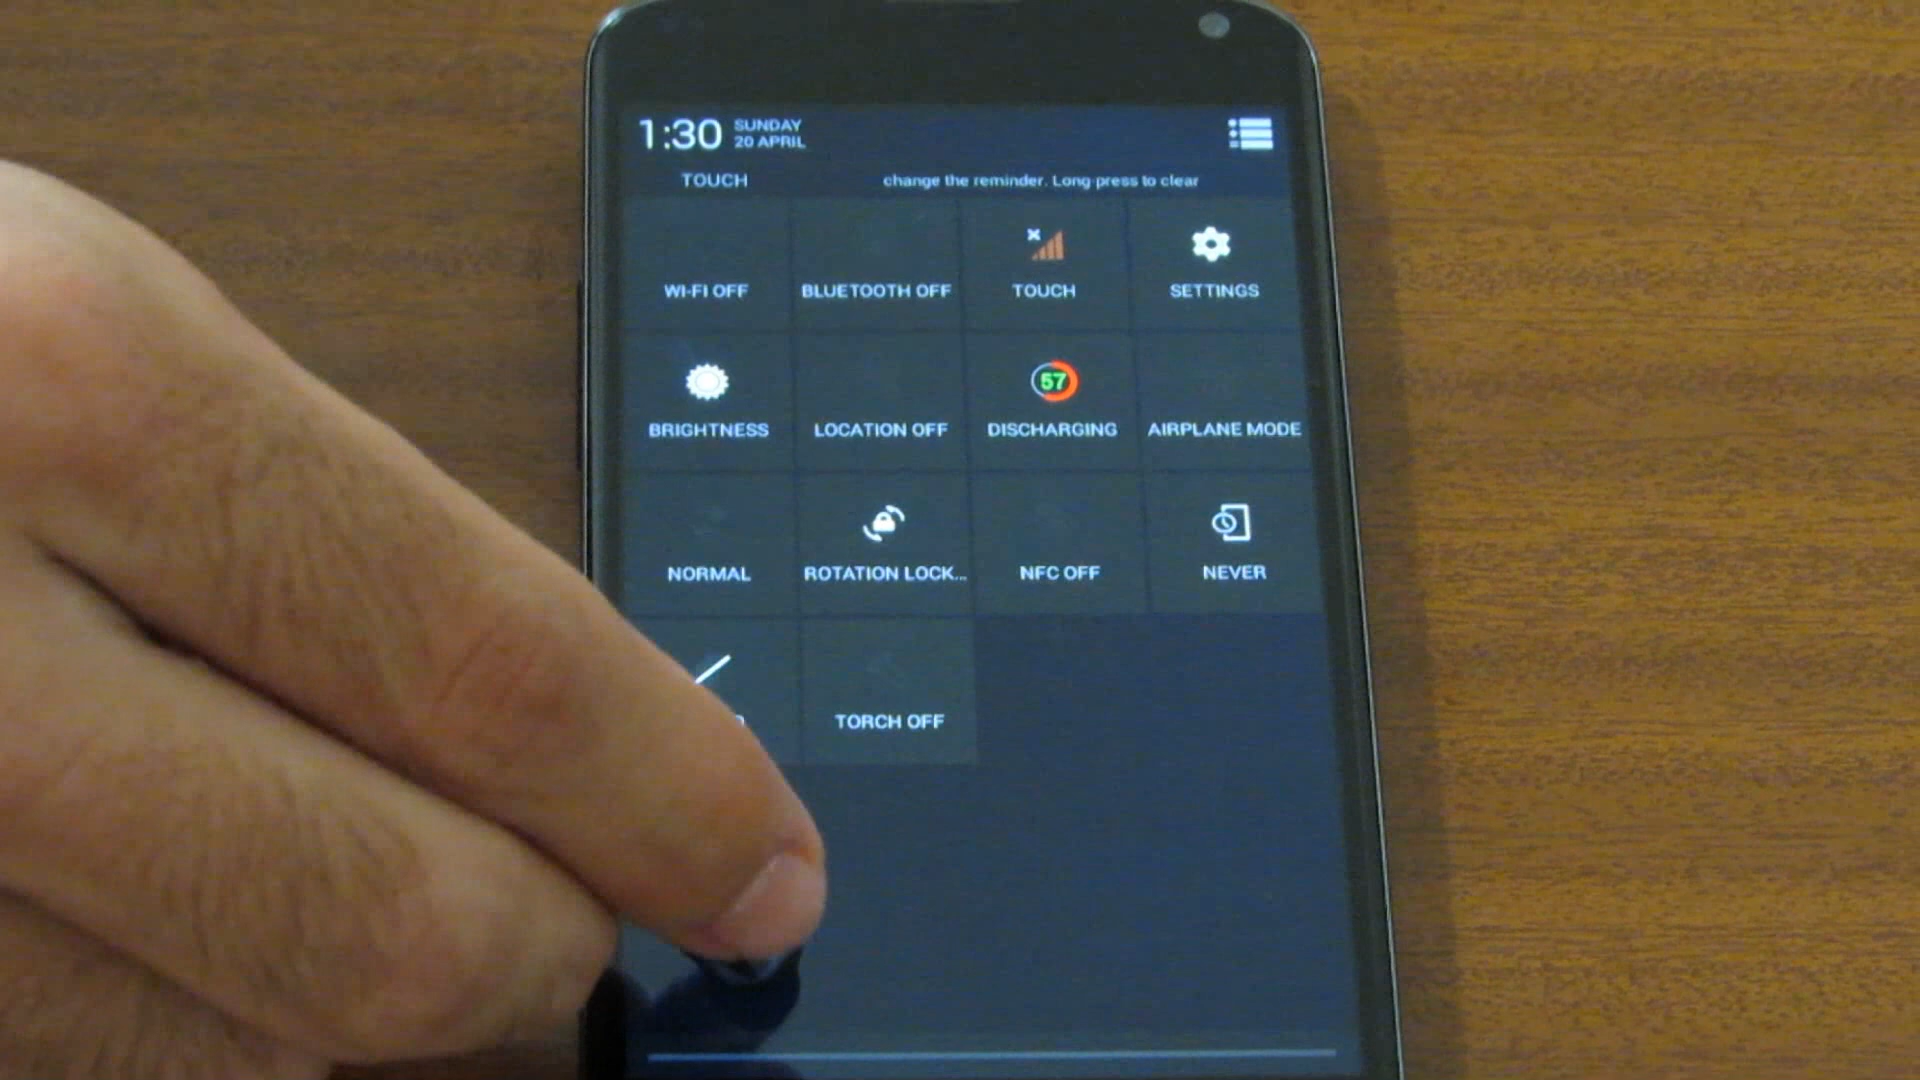 1:30 SUNDAY
20 APRIL
TOUCH change the reminder. Long-press to clear
WI-FI OFF BLUETOOTH OFF TOUCH SETTINGS
57
BRIGHTNESS LOCATION OFF DISCHARGING AIRPLANE MODE
NORMAL ROTATION LOCK... NFC OFF NEVER
TORCH OFF